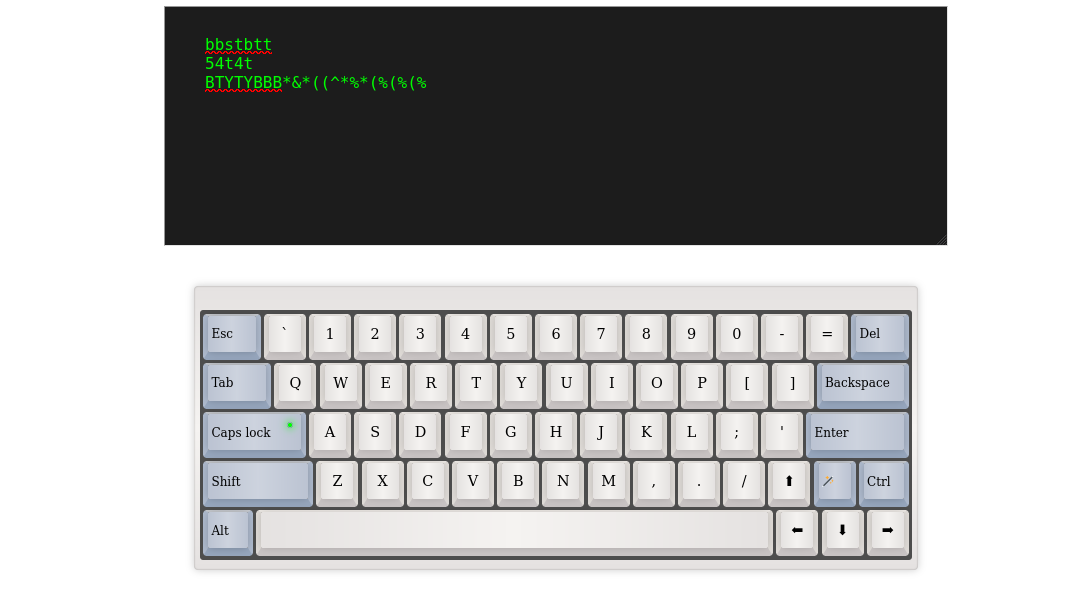 bbstbtt
54t4t
BTYTYBBB*&*((^*%*(%(%(%
Esc ` 1 2 3 4 5 6 7 8 9 0 - = Del
Tab Q W E R T Y U I O P [ ] Backspace
Caps lock A S D F G H J K L ; ' Enter
Shift Z X C V B N M , . / ⬆ Ctrl
Alt ⬅ ⬇ ➡